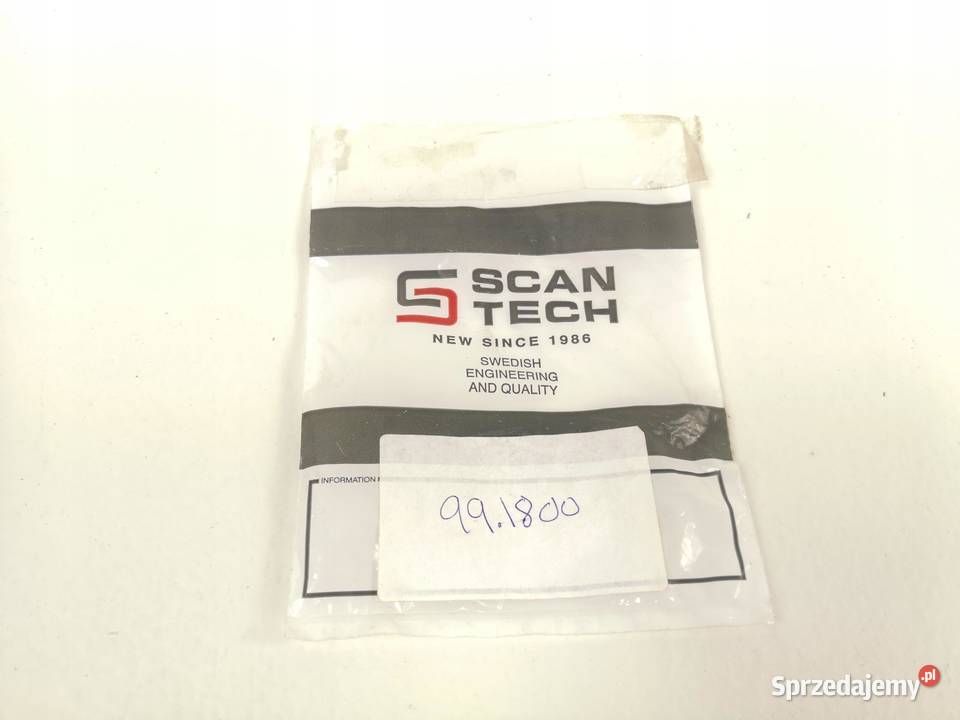 SCAN
TECH
NEW SINCE 1986
SWEDISH
ENGINEERING
AND QUALITY
INFORMATION
99.1800
Sprzedajemy.pl